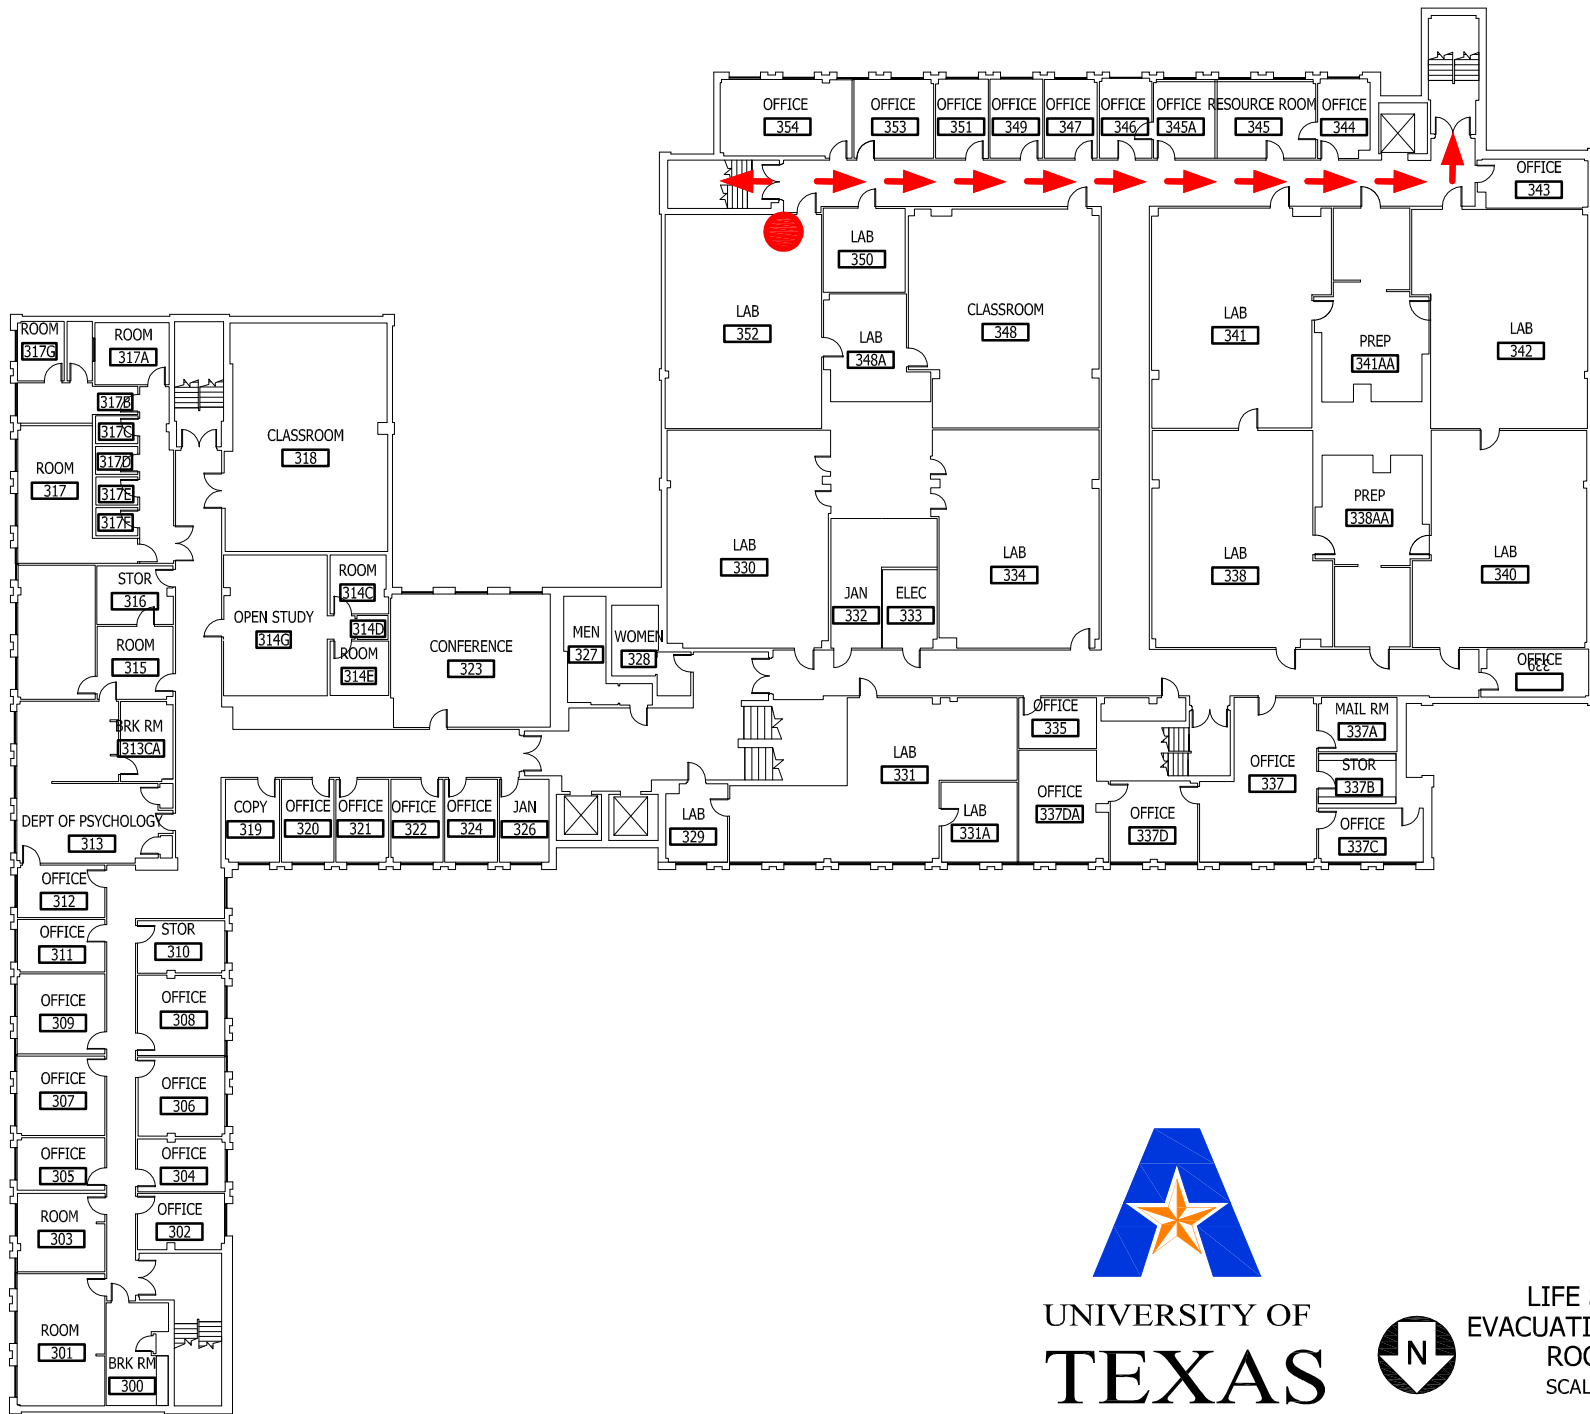 OFFICE
354
OFFICE
353
OFFICE
351
OFFICE
349
OFFICE
347
OFFICE
346
OFFICE
345A
RESOURCE ROOM
345
OFFICE
344
OFFICE
343
LAB
350
LAB
352
LAB
348A
CLASSROOM
348
LAB
341
PREP
341AA
LAB
342
ROOM
317G
ROOM
317A
317B
317C
317D
317E
317F
ROOM
317
CLASSROOM
318
LAB
330
LAB
334
LAB
338
PREP
338AA
LAB
340
JAN
332
ELEC
333
STOR
316
ROOM
315
OPEN STUDY
314G
ROOM
314C
314D
ROOM
314E
CONFERENCE
323
MEN
327
WOMEN
328
OFFICE
339
BRK RM
313CA
DEPT OF PSYCHOLOGY
313
COPY
319
OFFICE
320
OFFICE
321
OFFICE
322
OFFICE
324
JAN
326
LAB
329
LAB
331
LAB
331A
OFFICE
335
OFFICE
337DA
OFFICE
337D
OFFICE
337
MAIL RM
337A
STOR
337B
OFFICE
337C
OFFICE
312
OFFICE
311
STOR
310
OFFICE
309
OFFICE
308
OFFICE
307
OFFICE
306
OFFICE
305
OFFICE
304
ROOM
303
OFFICE
302
ROOM
301
BRK RM
300
UNIVERSITY OF
TEXAS
N
LIFE
EVACUATI
ROO
SCAL